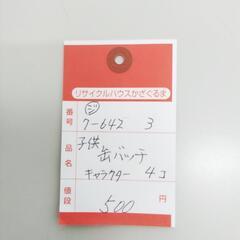 リサイクルハウスかざぐるま
ジ
番号 7-642 3
品名 子供
缶バッチ
キャラクター 4コ
値段 500 円